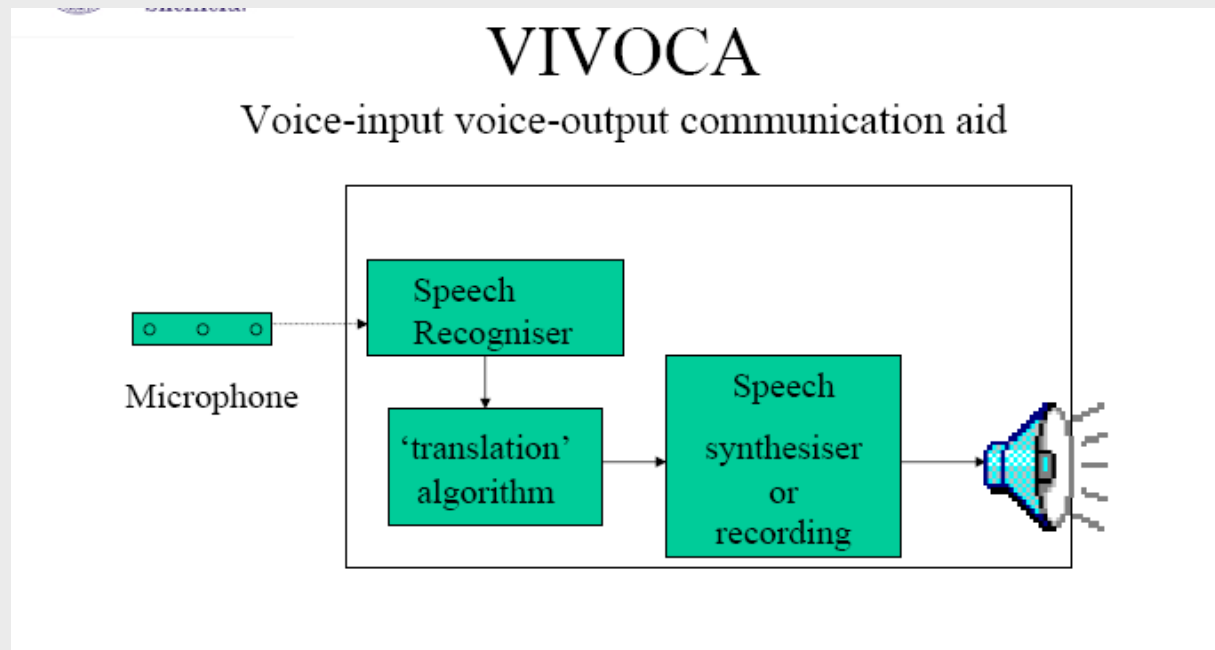 VIVOCA
Voice-input voice-output communication aid
Speech
Recogniser
Microphone
‘translation’
algorithm
Speech
synthesiser
or
recording